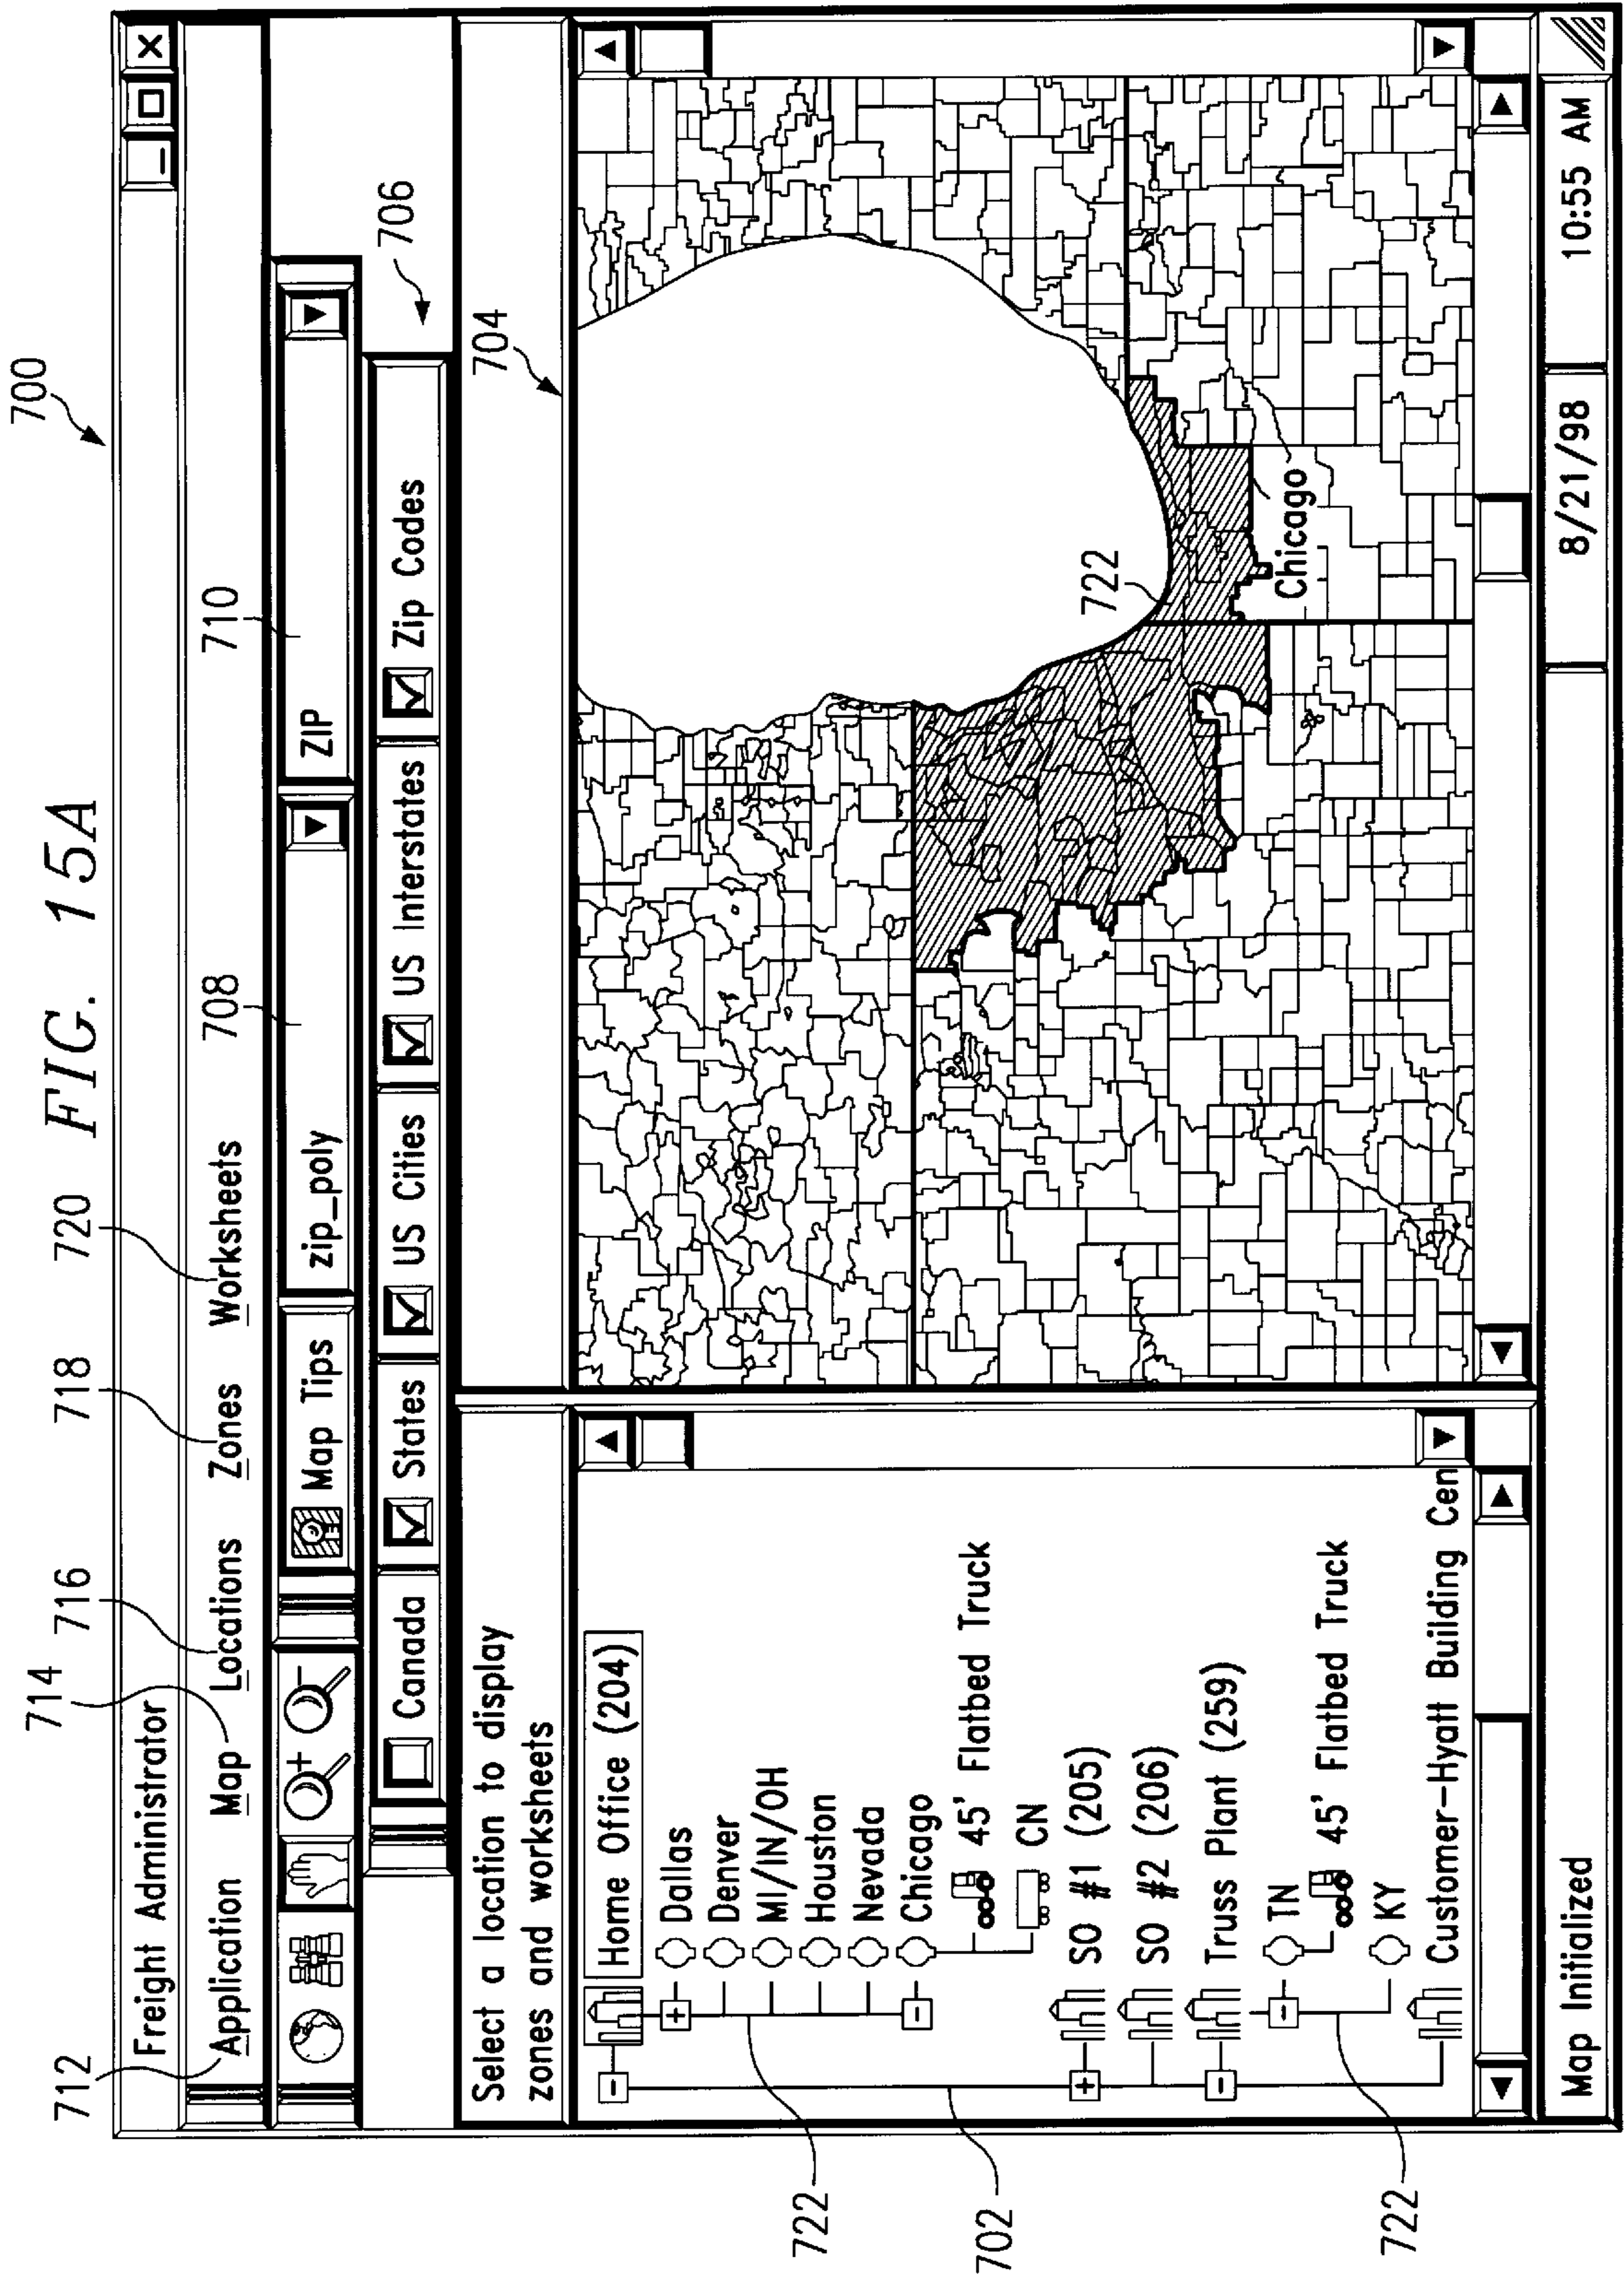 FIG. 15A
700
Freight Administrator
712
714
716
718
720
708
710
Application Map Locations Zones Worksheets
Map Tips
zip_poly
ZIP
706
Canada
States
US Cities
US Interstates
Zip Codes
704
Select a location to display
zones and worksheets
Home Office (204)
Dallas
Denver
MI/IN/OH
Houston
Nevada
Chicago
45' Flatbed Truck
CN
SO #1 (205)
SO #2 (206)
Truss Plant (259)
TN
45' Flatbed Truck
KY
Customer-Hyatt Building Cen
722
702
722
722
Chicago
Map Initialized
8/21/98
10:55 AM